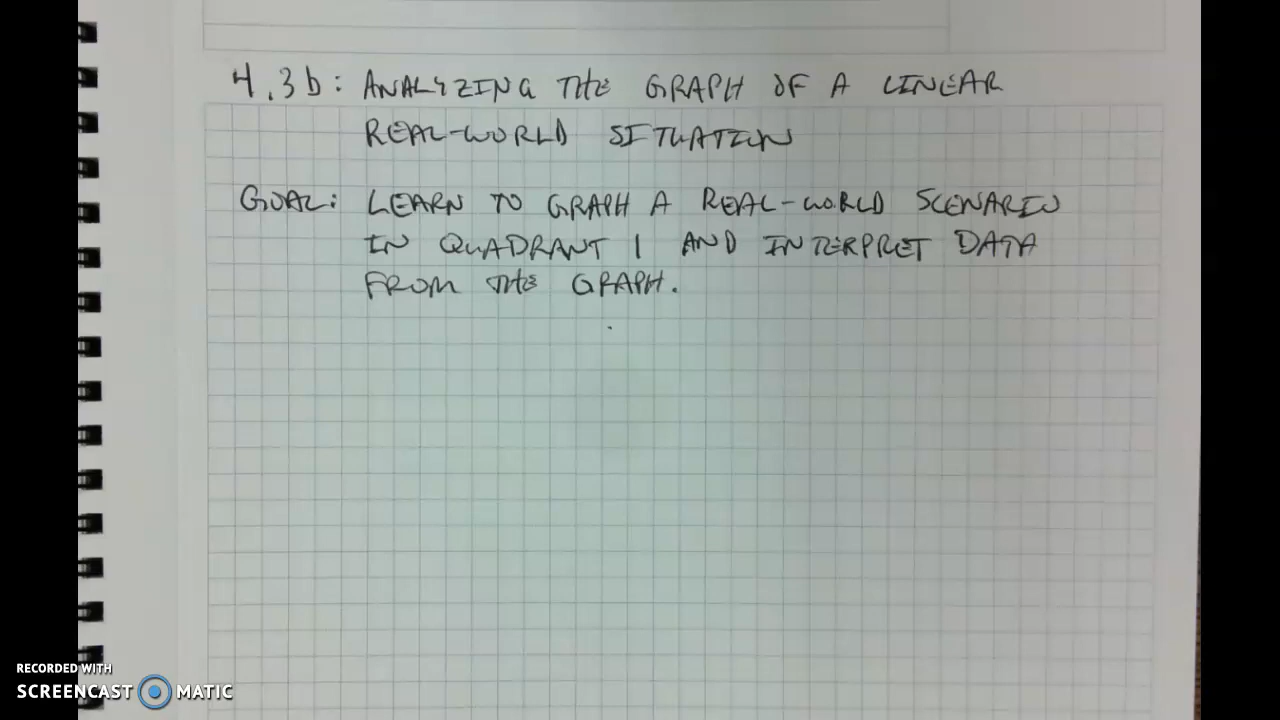 4.3b: ANALYZING THE GRAPH OF A LINEAR
REAL-WORLD SITUATION
GOAL: LEARN TO GRAPH A REAL-WORLD SCENARIO
IN QUADRANT 1 AND INTERPRET DATA
FROM THE GRAPH.
RECORDED WITH
SCREENCAST MATIC